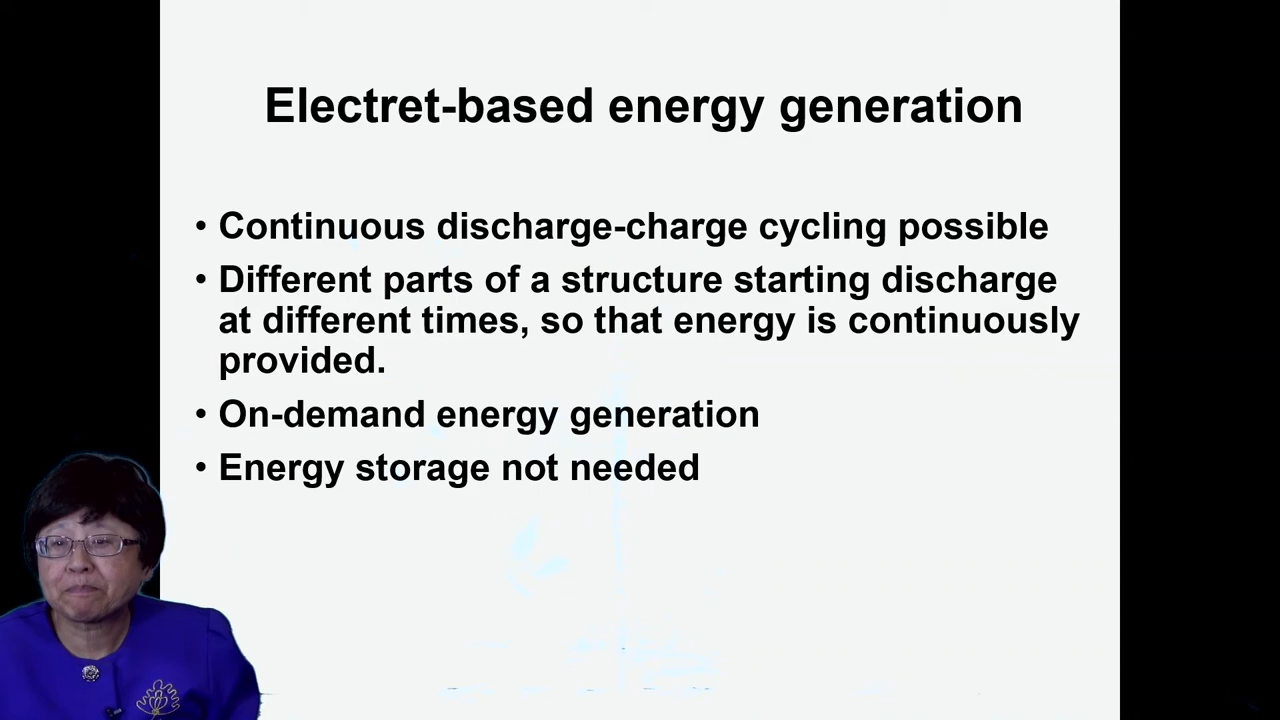 Electret-based energy generation
• Continuous discharge-charge cycling possible
• Different parts of a structure starting discharge
at different times, so that energy is continuously
provided.
• On-demand energy generation
• Energy storage not needed